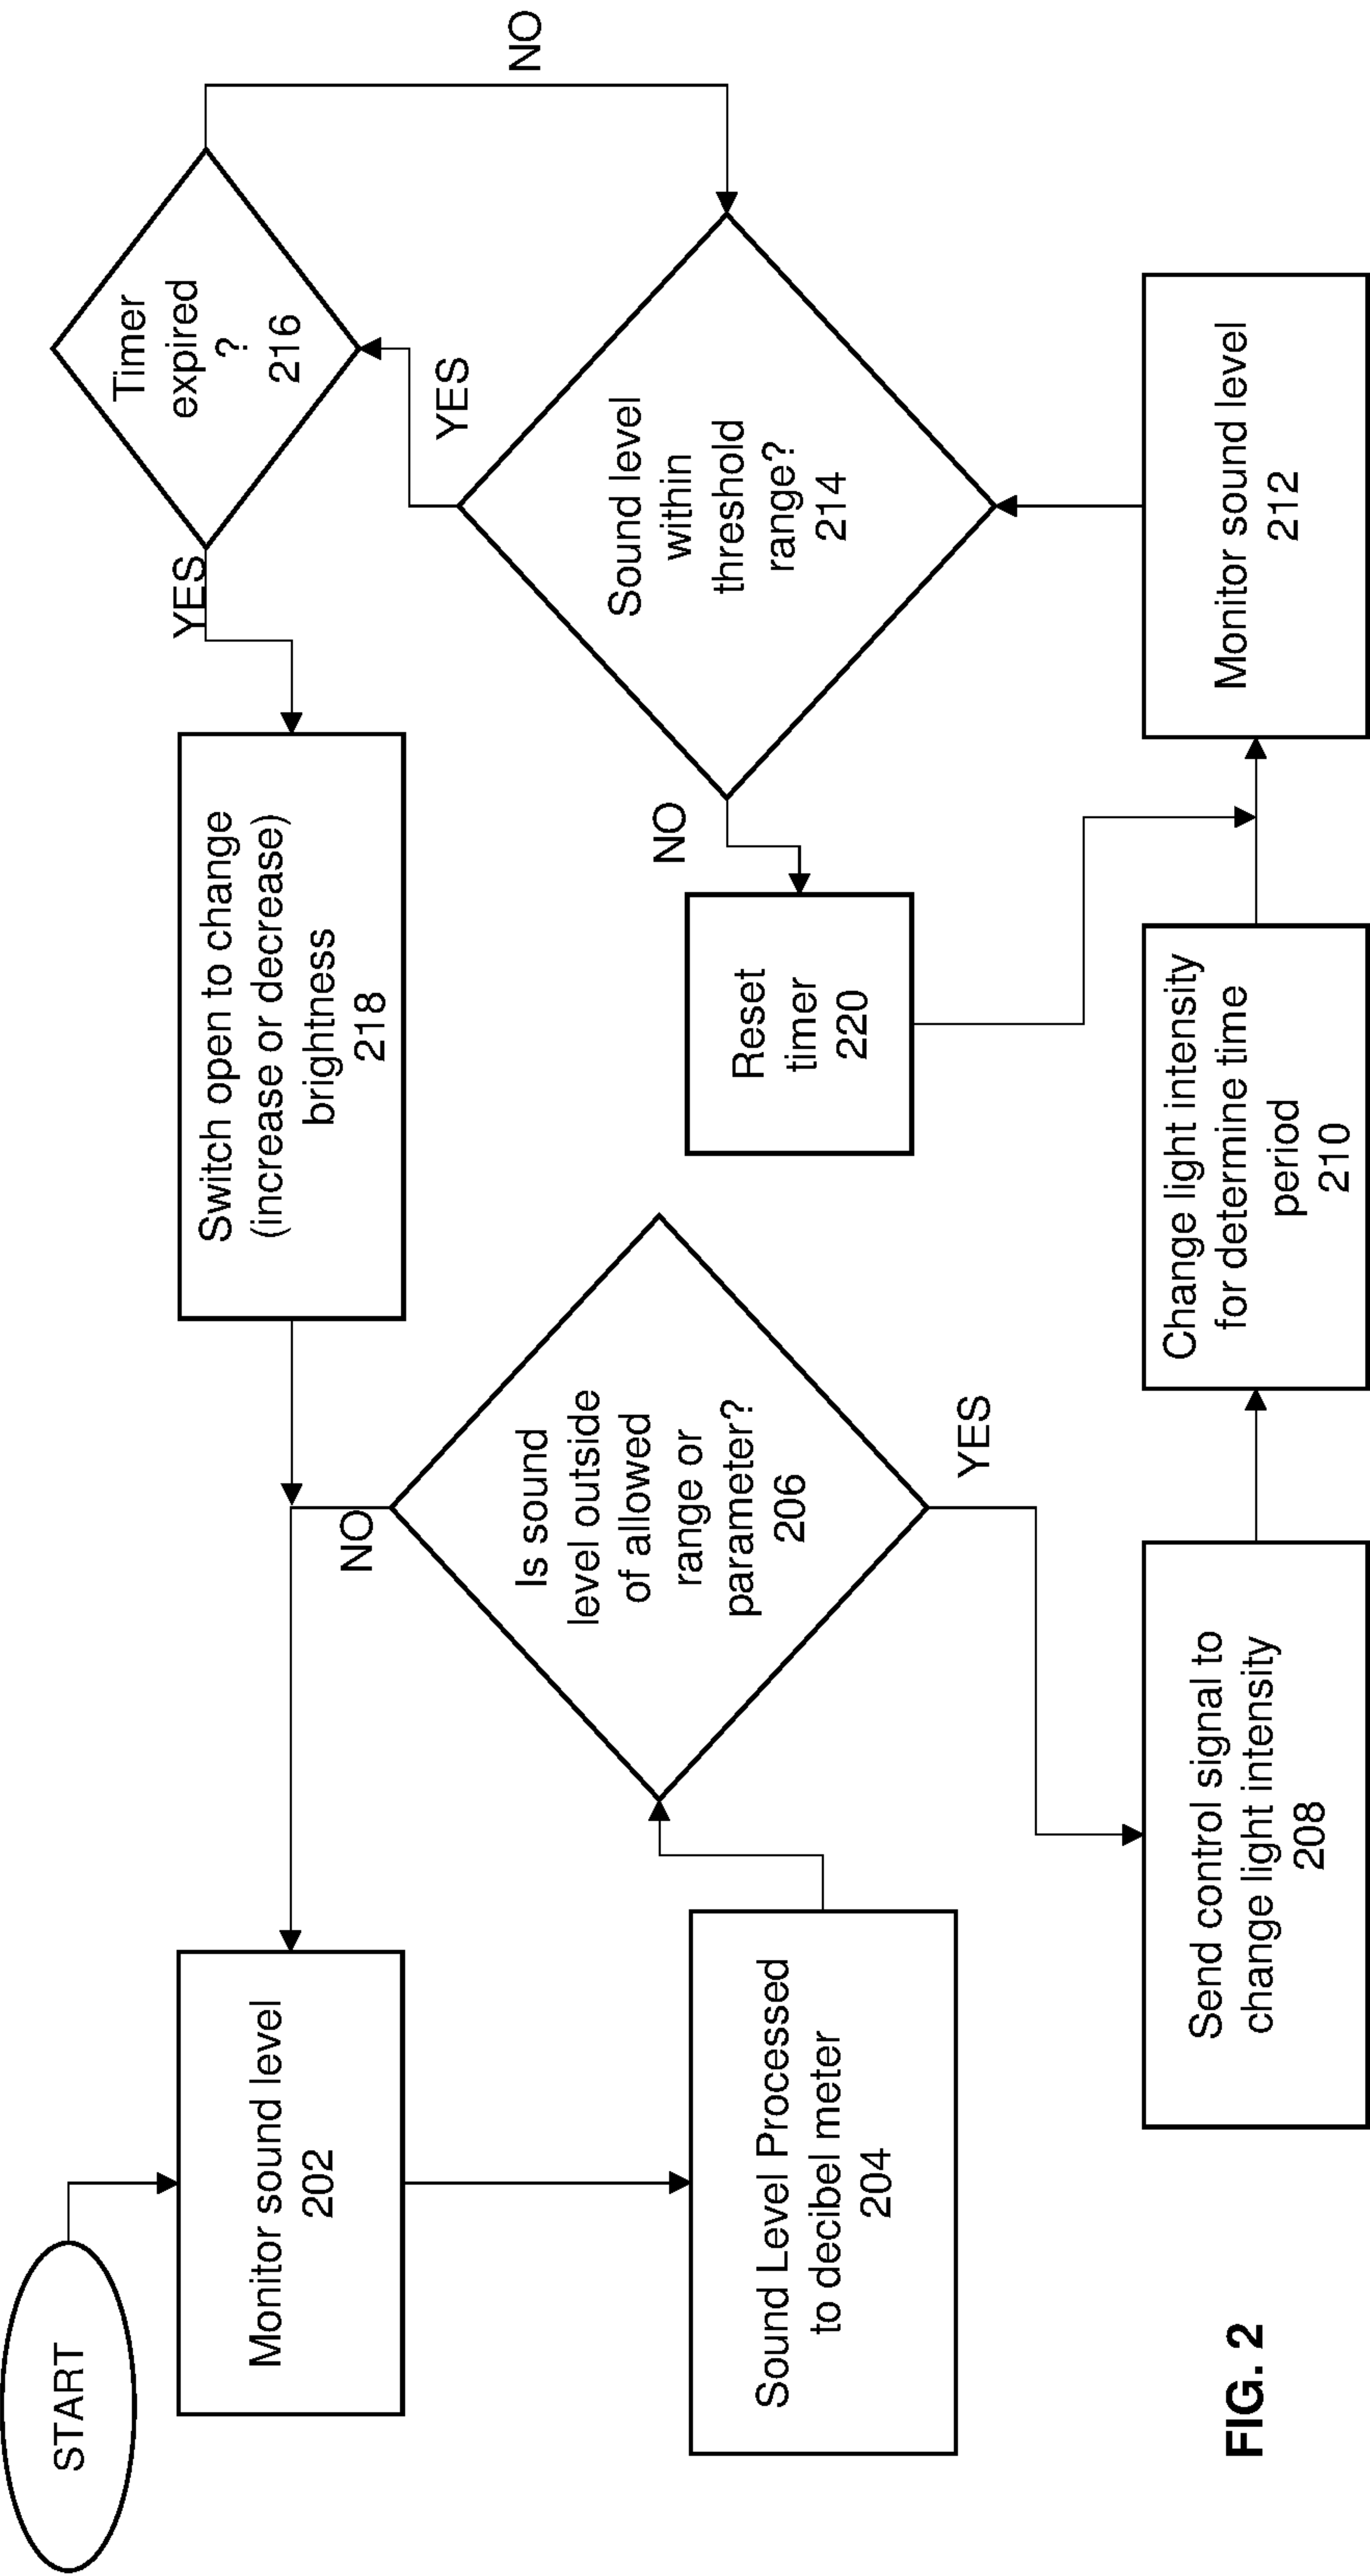 START
Monitor sound level
202
Sound Level Processed
to decibel meter
204
Is sound
level outside
of allowed
range or
parameter?
206
NO
YES
Send control signal to
change light intensity
208
Change light intensity
for determine time
period
210
Monitor sound level
212
Sound level
within
threshold
range?
214
NO
YES
Reset
timer
220
Timer
expired
?
216
NO
YES
Switch open to change
(increase or decrease)
brightness
218
FIG. 2